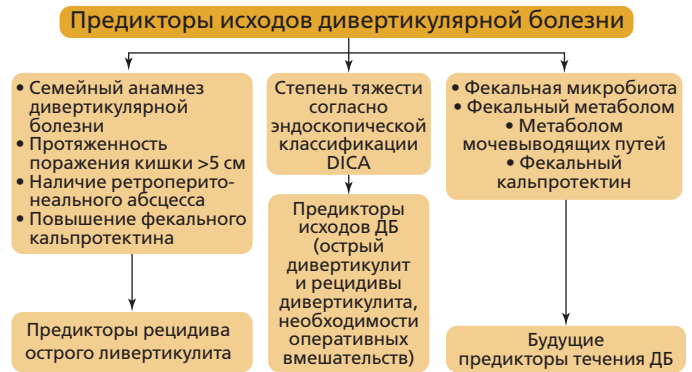 Предикторы исходов дивертикулярной болезни
• Семейный анамнез
дивертикулярной
болезни
• Протяженность
поражения кишки >5 см
• Наличие ретроперито-
неального абсцесса
• Повышение фекального
кальпротектина
Предикторы рецидива
острого ливертикулита
Степень тяжести
согласно
эндоскопической
классификации
DICA
Предикторы
исходов ДБ
(острый
дивертикулит
и рецидивы
дивертикулита,
необходимости
оперативных
вмешательств)
• Фекальная микробиота
• Фекальный метаболом
• Метаболом
мочевыводящих путей
• Фекальный
кальпротектин
Будущие
предикторы течения ДБ